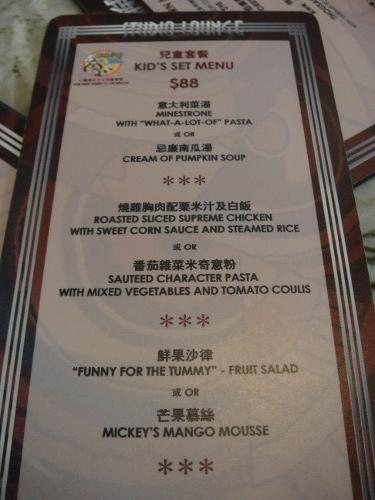 STUDIO LOUNGE
兒童套餐
KID'S SET MENU
$88
意大利菜湯
MINESTRONE
WITH "WHAT-A-LOT-OF" PASTA
或 OR
忌廉南瓜湯
CREAM OF PUMPKIN SOUP
***
燒雞胸肉配粟米汁及白飯
ROASTED SLICED SUPREME CHICKEN
WITH SWEET CORN SAUCE AND STEAMED RICE
或 OR
番茄雜菜米奇意粉
SAUTEED CHARACTER PASTA
WITH MIXED VEGETABLES AND TOMATO COULIS
***
鮮果沙律
"FUNNY FOR THE TUMMY" - FRUIT SALAD
或 OR
芒果慕絲
MICKEY'S MANGO MOUSSE
***